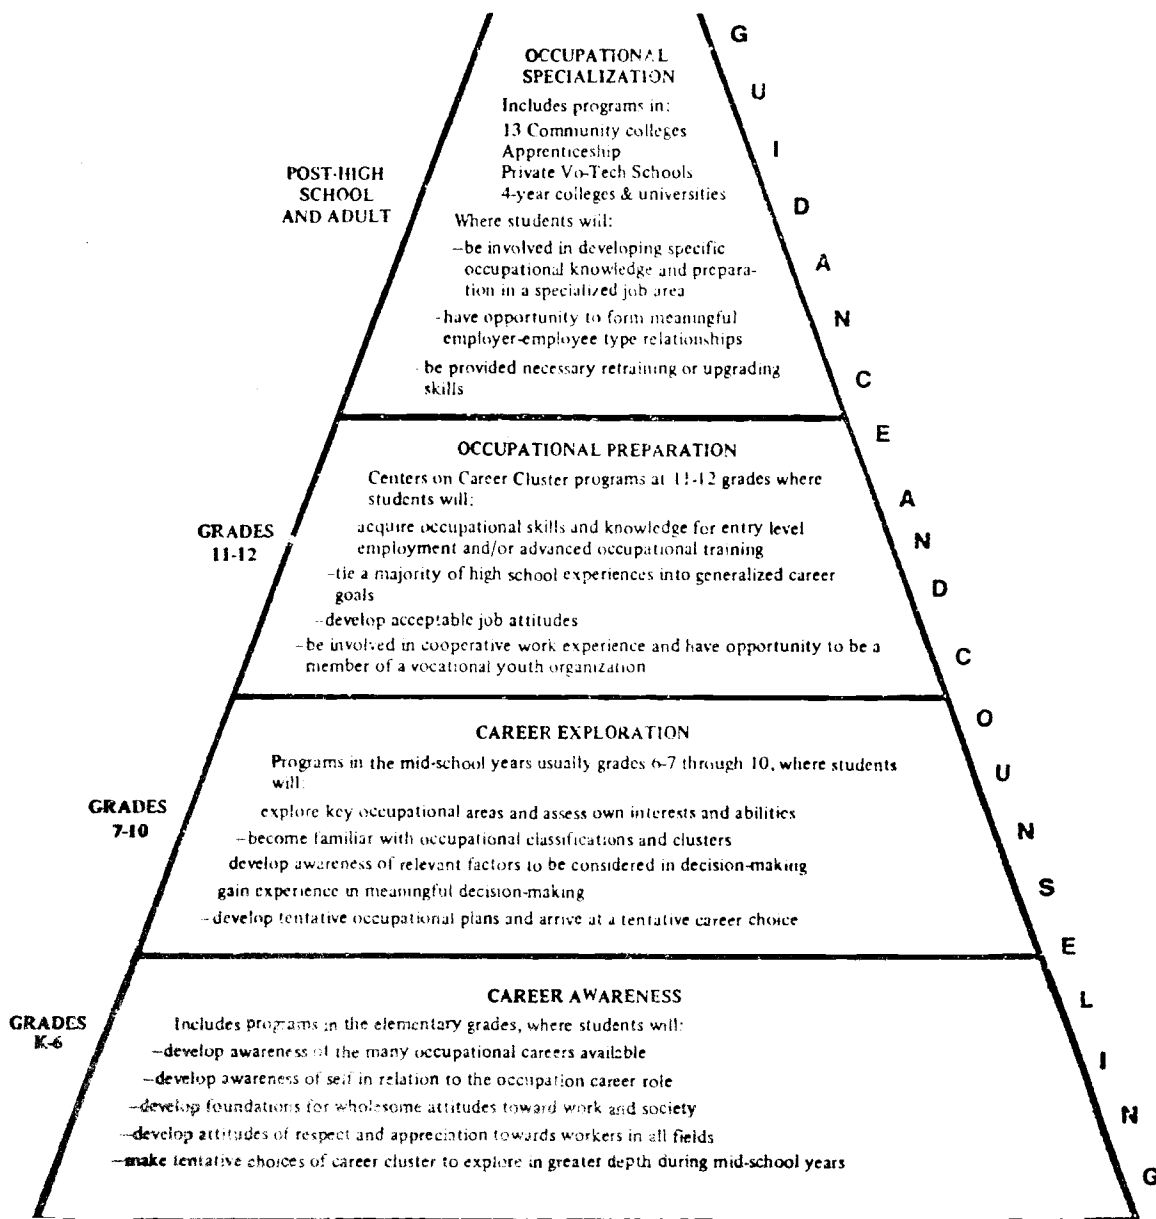 OCCUPATIONAL
SPECIALIZATION
Includes programs in:
13 Community colleges
Apprenticeship
Private Vo-Tech Schools
4-year colleges & universities
POST-HIGH
SCHOOL
AND ADULT
Where students will:
–be involved in developing specific
occupational knowledge and prepara-
tion in a specialized job area
-have opportunity to form meaningful
employer-employee type relationships
-be provided necessary retraining or upgrading
skills
OCCUPATIONAL PREPARATION
Centers on Career Cluster programs at 11-12 grades where
students will:
GRADES
11-12
acquire occupational skills and knowledge for entry level
employment and/or advanced occupational training
-tie a majority of high school experiences into generalized career
goals
–develop acceptable job attitudes
-be involved in cooperative work experience and have opportunity to be a
member of a vocational youth organization
CAREER EXPLORATION
Programs in the mid-school years usually grades 6-7 through 10, where students
will:
GRADES
7-10
explore key occupational areas and assess own interests and abilities
–become familiar with occupational classifications and clusters
develop awareness of relevant factors to be considered in decision-making
gain experience in meaningful decision-making
-develop tentative occupational plans and arrive at a tentative career choice
CAREER AWARENESS
GRADES
K-6
Includes programs in the elementary grades, where students will:
–develop awareness of the many occupational careers available
–develop awareness of self in relation to the occupation career role
–develop foundations for wholesome attitudes toward work and society
–develop attitudes of respect and appreciation towards workers in all fields
–make tentative choices of career cluster to explore in greater depth during mid-school years
GUIDANCE AND COUNSELING